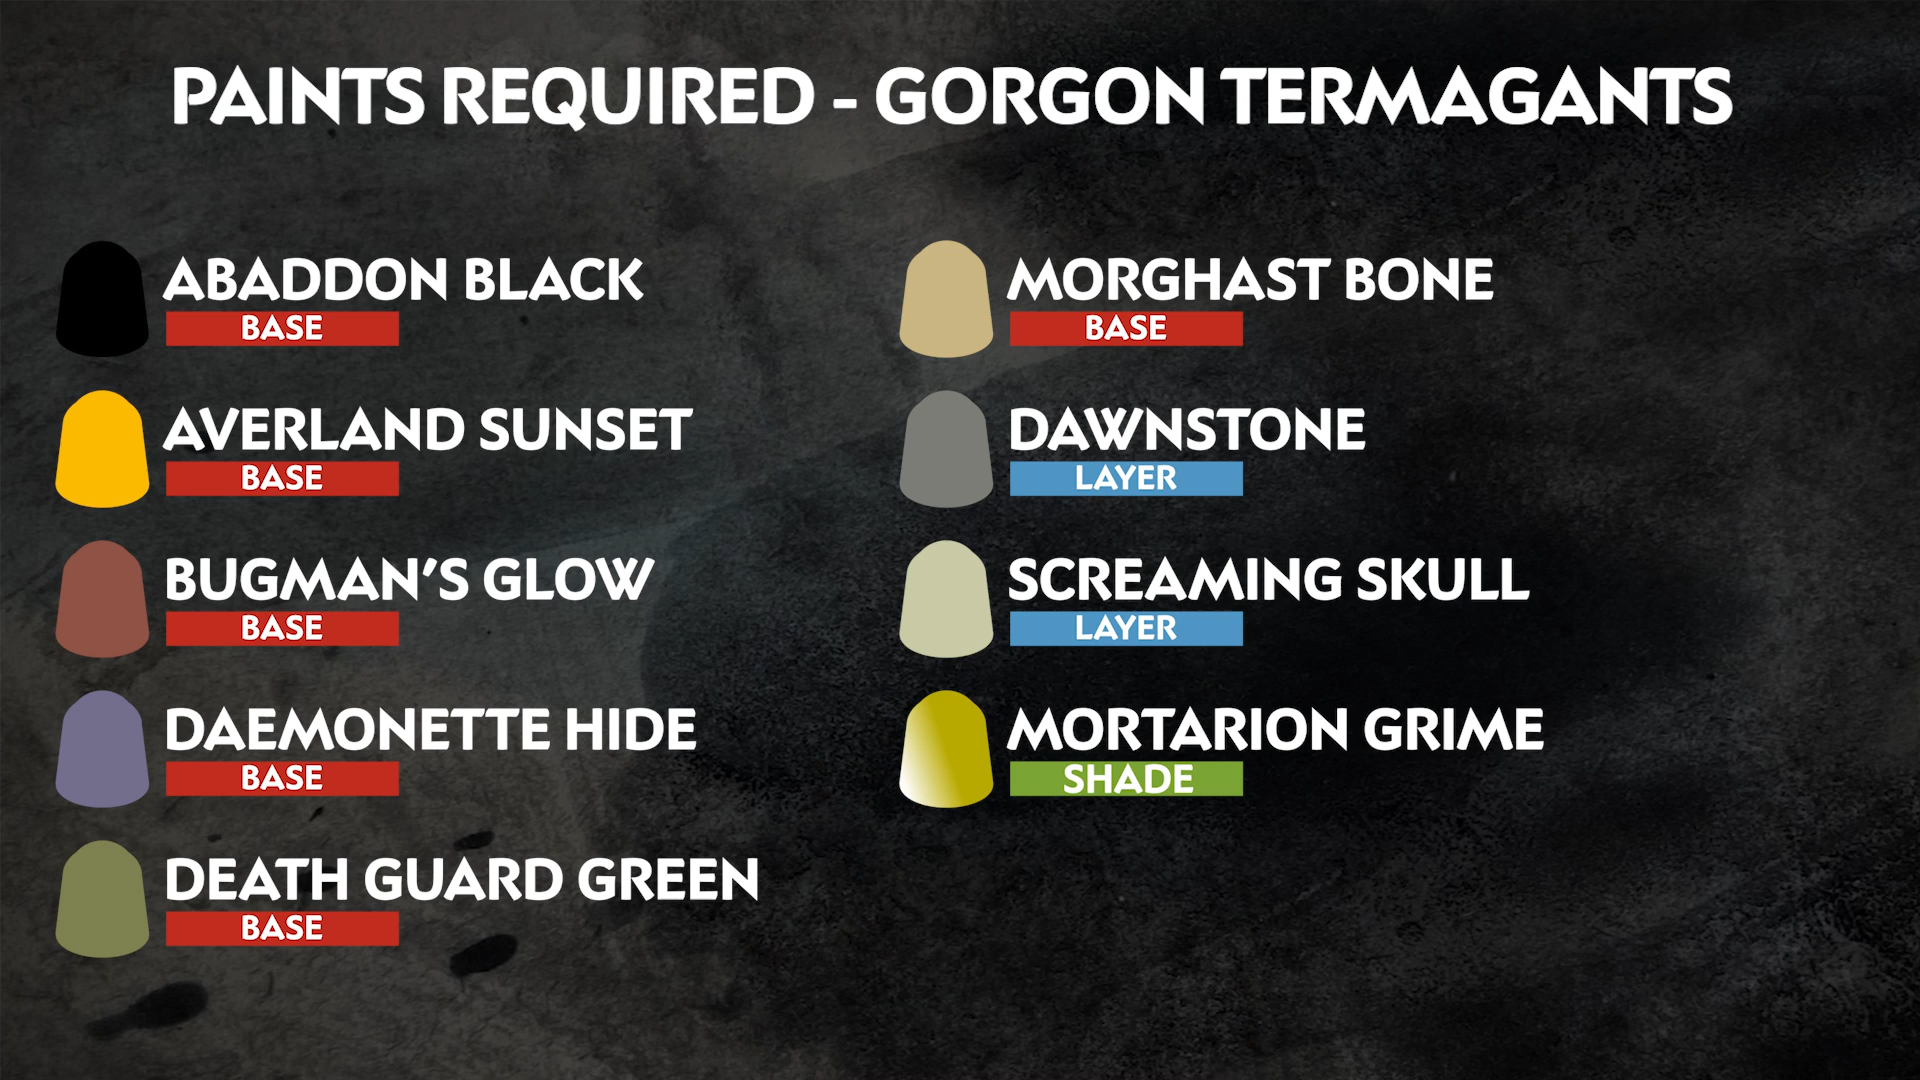 PAINTS REQUIRED - GORGON TERMAGANTS
ABADDON BLACK
BASE
AVERLAND SUNSET
BASE
BUGMAN’S GLOW
BASE
DAEMONETTE HIDE
BASE
DEATH GUARD GREEN
BASE
MORGHAST BONE
BASE
DAWNSTONE
LAYER
SCREAMING SKULL
LAYER
MORTARION GRIME
SHADE